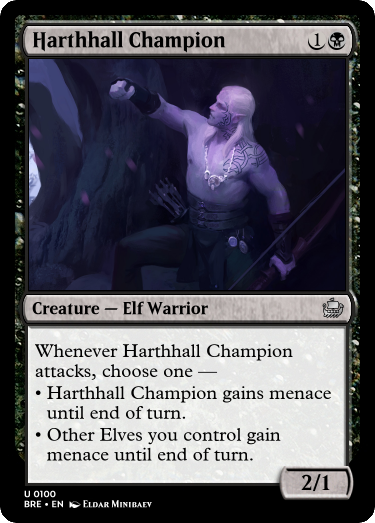 Harthhall Champion 1
Creature — Elf Warrior
Whenever Harthhall Champion
attacks, choose one —
• Harthhall Champion gains menace
until end of turn.
• Other Elves you control gain
menace until end of turn.
2/1
U 0100
BRE • EN Eldar Minibaev